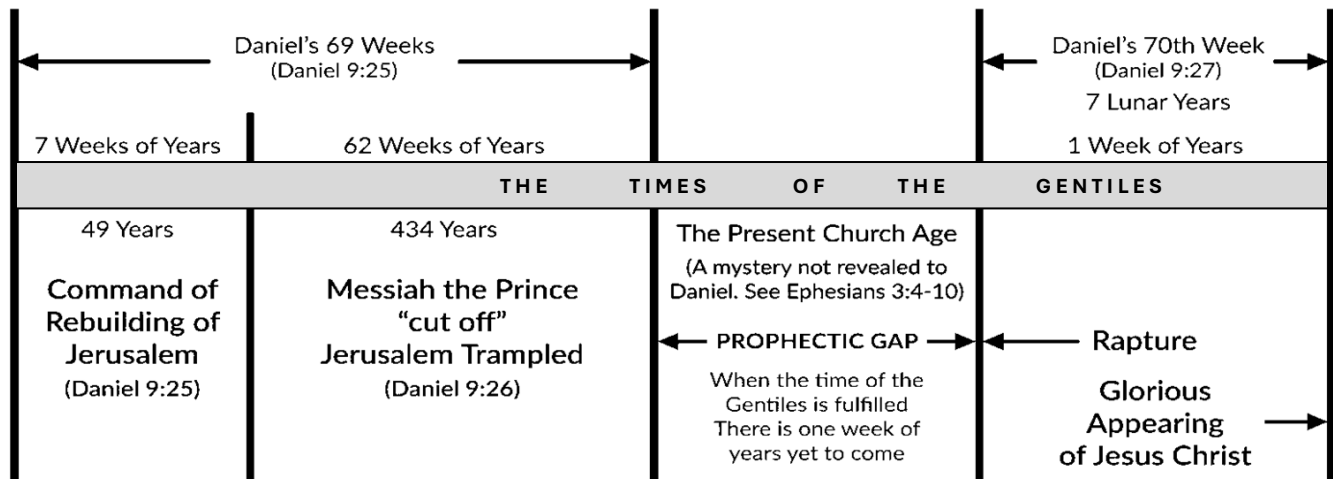 Daniel’s 69 Weeks
(Daniel 9:25)
Daniel’s 70th Week
(Daniel 9:27)
7 Lunar Years
7 Weeks of Years
62 Weeks of Years
1 Week of Years
THE TIMES OF THE GENTILES
49 Years
Command of
Rebuilding of
Jerusalem
(Daniel 9:25)
434 Years
Messiah the Prince
“cut off”
Jerusalem Trampled
(Daniel 9:26)
The Present Church Age
(A mystery not revealed to
Daniel. See Ephesians 3:4-10)
PROPHECTIC GAP
When the time of the
Gentiles is fulfilled
There is one week of
years yet to come
Rapture
Glorious
Appearing
of Jesus Christ